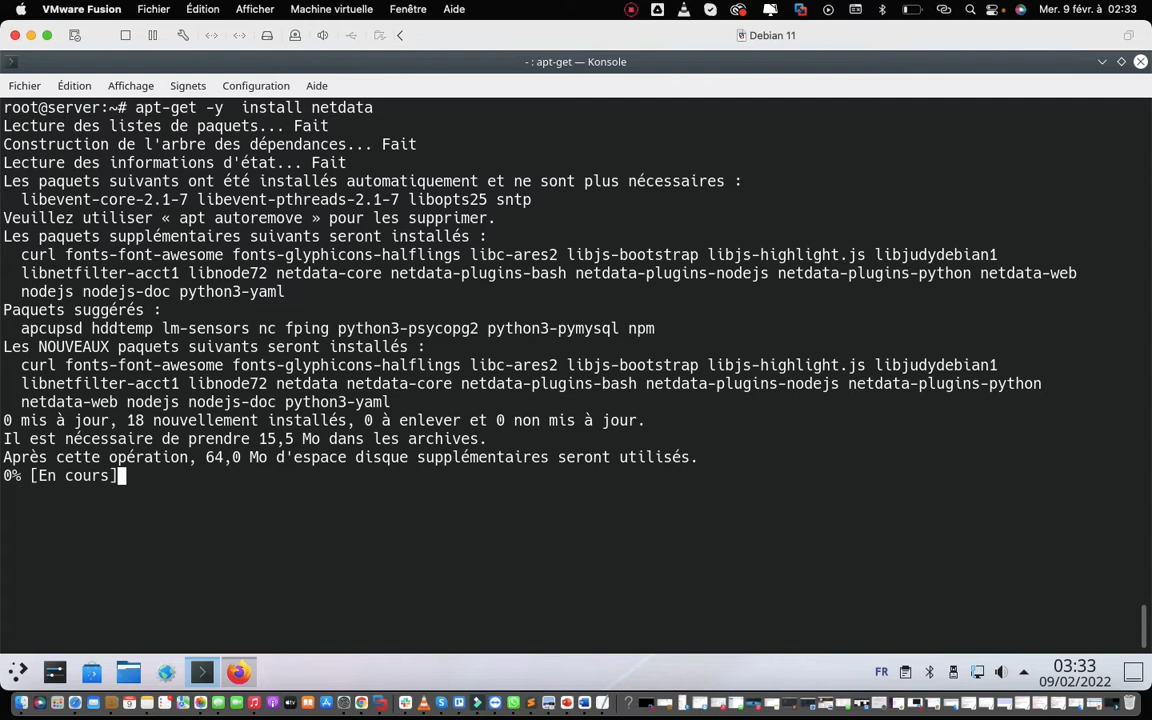 VMware Fusion Fichier Édition Afficher Machine virtuelle Fenêtre Aide Mer. 9 févr. à 02:33
Debian 11
- : apt-get — Konsole
Fichier Édition Affichage Signets Configuration Aide
root@server:~# apt-get -y  install netdata
Lecture des listes de paquets... Fait
Construction de l'arbre des dépendances... Fait
Lecture des informations d'état... Fait
Les paquets suivants ont été installés automatiquement et ne sont plus nécessaires :
  libevent-core-2.1-7 libevent-pthreads-2.1-7 libopts25 sntp
Veuillez utiliser « apt autoremove » pour les supprimer.
Les paquets supplémentaires suivants seront installés :
  curl fonts-font-awesome fonts-glyphicons-halflings libc-ares2 libjs-bootstrap libjs-highlight.js libjudydebian1
  libnetfilter-acct1 libnode72 netdata-core netdata-plugins-bash netdata-plugins-nodejs netdata-plugins-python netdata-web
  nodejs nodejs-doc python3-yaml
Paquets suggérés :
  apcupsd hddtemp lm-sensors nc fping python3-psycopg2 python3-pymysql npm
Les NOUVEAUX paquets suivants seront installés :
  curl fonts-font-awesome fonts-glyphicons-halflings libc-ares2 libjs-bootstrap libjs-highlight.js libjudydebian1
  libnetfilter-acct1 libnode72 netdata netdata-core netdata-plugins-bash netdata-plugins-nodejs netdata-plugins-python
  netdata-web nodejs nodejs-doc python3-yaml
0 mis à jour, 18 nouvellement installés, 0 à enlever et 0 non mis à jour.
Il est nécessaire de prendre 15,5 Mo dans les archives.
Après cette opération, 64,0 Mo d'espace disque supplémentaires seront utilisés.
0% [En cours]
FR 03:33
09/02/2022